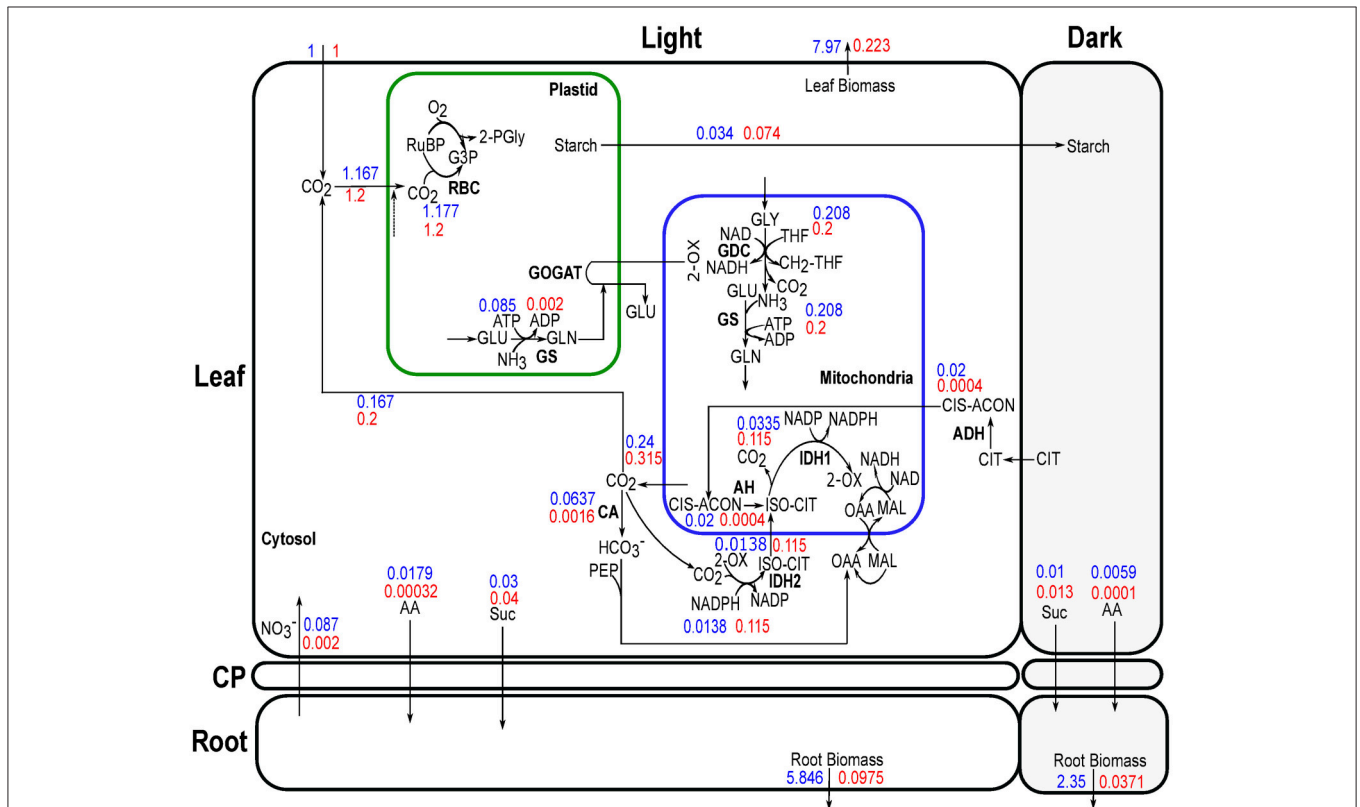 Light
Dark
1 1
7.97 0.223
Leaf Biomass
Plastid
O2
2-PGly
RuBP
G3P
RBC
Starch
0.034 0.074
Starch
CO2
1.167
1.2
CO2
1.177
1.2
GLY
0.208
0.2
NAD
THF
GDC
NADH
CH2-THF
CO2
2-OX
GOGAT
GLU
GLU
NH3
0.208
0.2
GS
ATP
ADP
GLN
0.085 0.002
ATP ADP
GLU
GLN
NH3
GS
Leaf
Mitochondria
0.02
0.0004
CIS-ACON
ADH
CIT
CIT
0.167
0.2
NADP
NADPH
0.0335
0.115
CO2
IDH1
2-OX
NADH
NAD
0.24
0.315
CO2
CIS-ACON
AH
ISO-CIT
0.02 0.0004
OAA
MAL
0.0637
0.0016
CA
HCO3-
0.0138
0.115
2-OX
ISO-CIT
IDH2
CO2
NADPH
NADP
0.0138 0.115
OAA
MAL
PEP
Cytosol
NO3-
0.087
0.002
0.0179
0.00032
AA
0.03
0.04
Suc
0.01
0.013
Suc
0.0059
0.0001
AA
CP
Root
Root Biomass
5.846 0.0975
Root Biomass
2.35 0.0371